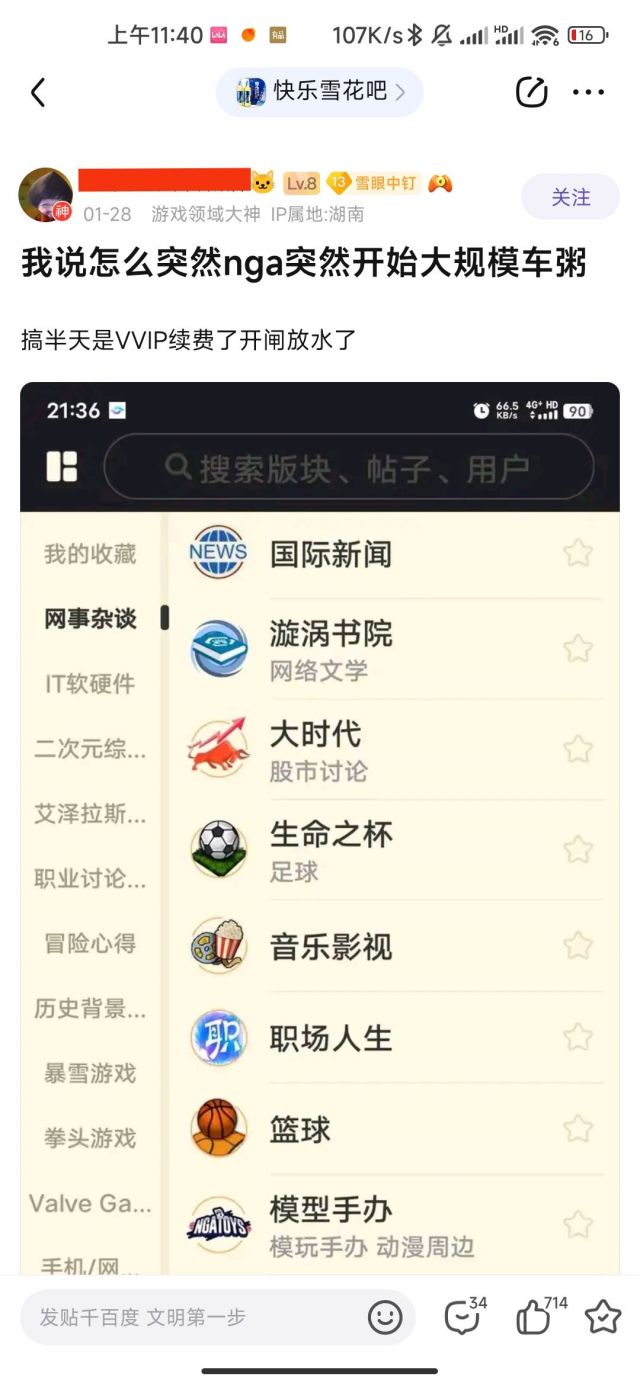 上午11:40
107K/s
HD
16
快乐雪花吧
Lv.8
13
雪眼中钉
神
01-28 游戏领域大神 IP属地:湖南
关注
我说怎么突然nga突然开始大规模车粥
搞半天是VVIP续费了开闸放水了
21:36
66.5 KB/s
4G+ HD
90
搜索版块、帖子、用户
我的收藏
网事杂谈
IT软硬件
二次元综...
艾泽拉斯...
职业讨论...
冒险心得
历史背景...
暴雪游戏
拳头游戏
Valve Ga...
手机/网...
NEWS
国际新闻
漩涡书院
网络文学
大时代
股市讨论
生命之杯
足球
音乐影视
职
职场人生
篮球
NGATOYS
模型手办
模玩手办 动漫周边
发贴千百度 文明第一步
34
714